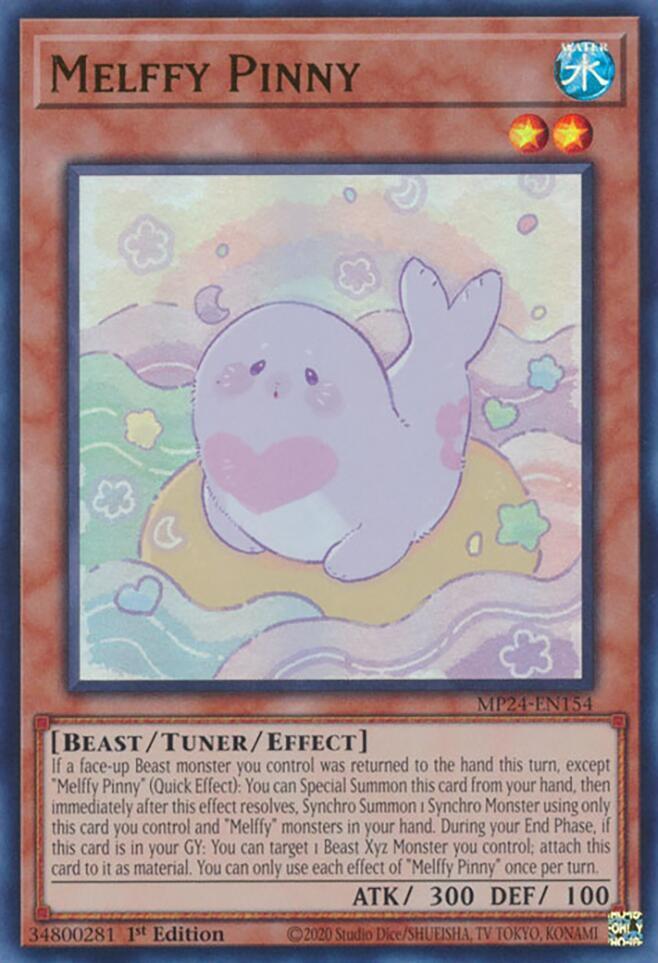 MELFFY PINNY
WATER
水
MP24-EN154
[BEAST/TUNER/EFFECT]
If a face-up Beast monster you control was returned to the hand this turn, except
"Melffy Pinny" (Quick Effect): You can Special Summon this card from your hand, then
immediately after this effect resolves, Synchro Summon 1 Synchro Monster using only
this card you control and "Melffy" monsters in your hand. During your End Phase, if
this card is in your GY: You can target 1 Beast Xyz Monster you control; attach this
card to it as material. You can only use each effect of "Melffy Pinny" once per turn.
ATK/ 300 DEF/ 100
34800281 1st Edition ©2020 Studio Dice/SHUEISHA, TV TOKYO, KONAMI